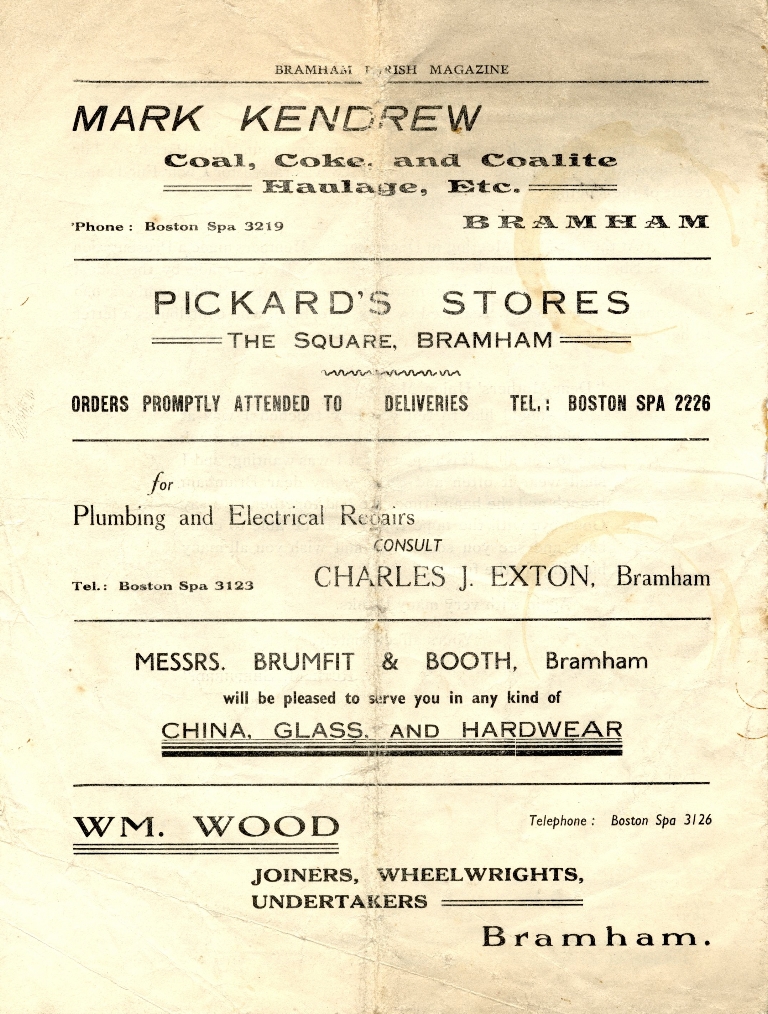 BRAMHAM PARISH MAGAZINE
MARK KENDREW
Coal, Coke, and Coalite
Haulage, Etc.
'Phone : Boston Spa 3219 BRAMHAM
PICKARD'S STORES
THE SQUARE, BRAMHAM
ORDERS PROMPTLY ATTENDED TO DELIVERIES TEL. : BOSTON SPA 2226
for
Plumbing and Electrical Repairs
CONSULT
Tel. : Boston Spa 3123 CHARLES J. EXTON, Bramham
MESSRS. BRUMFIT & BOOTH, Bramham
will be pleased to serve you in any kind of
CHINA, GLASS, AND HARDWEAR
WM. WOOD Telephone : Boston Spa 3126
JOINERS, WHEELWRIGHTS,
UNDERTAKERS
Bramham.